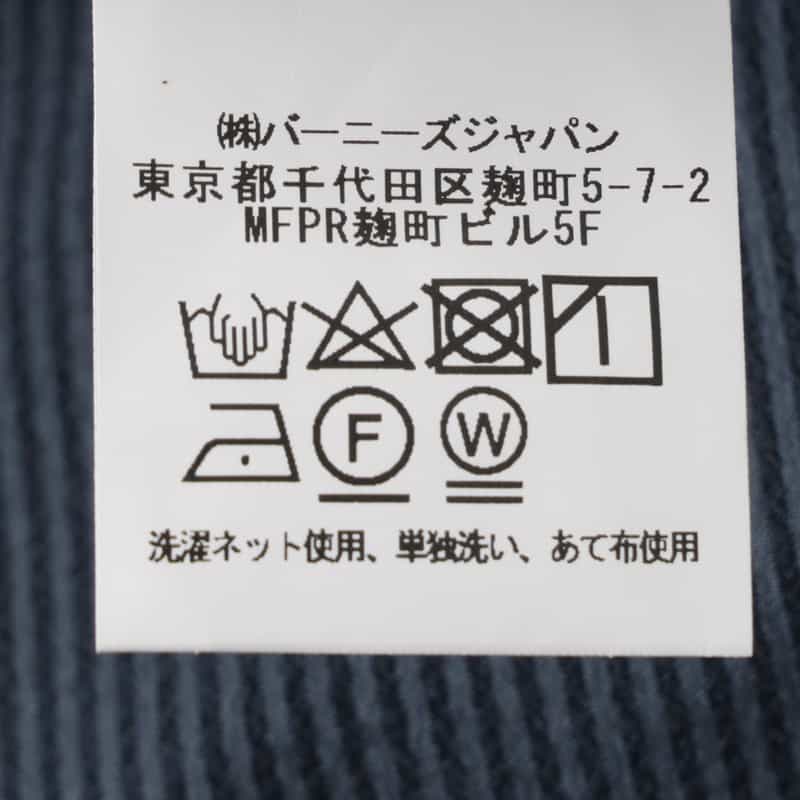 ㈱バーニーズジャパン
東京都千代田区麹町5-7-2
MFPR麹町ビル5F
F W
洗濯ネット使用、単独洗い、あて布使用